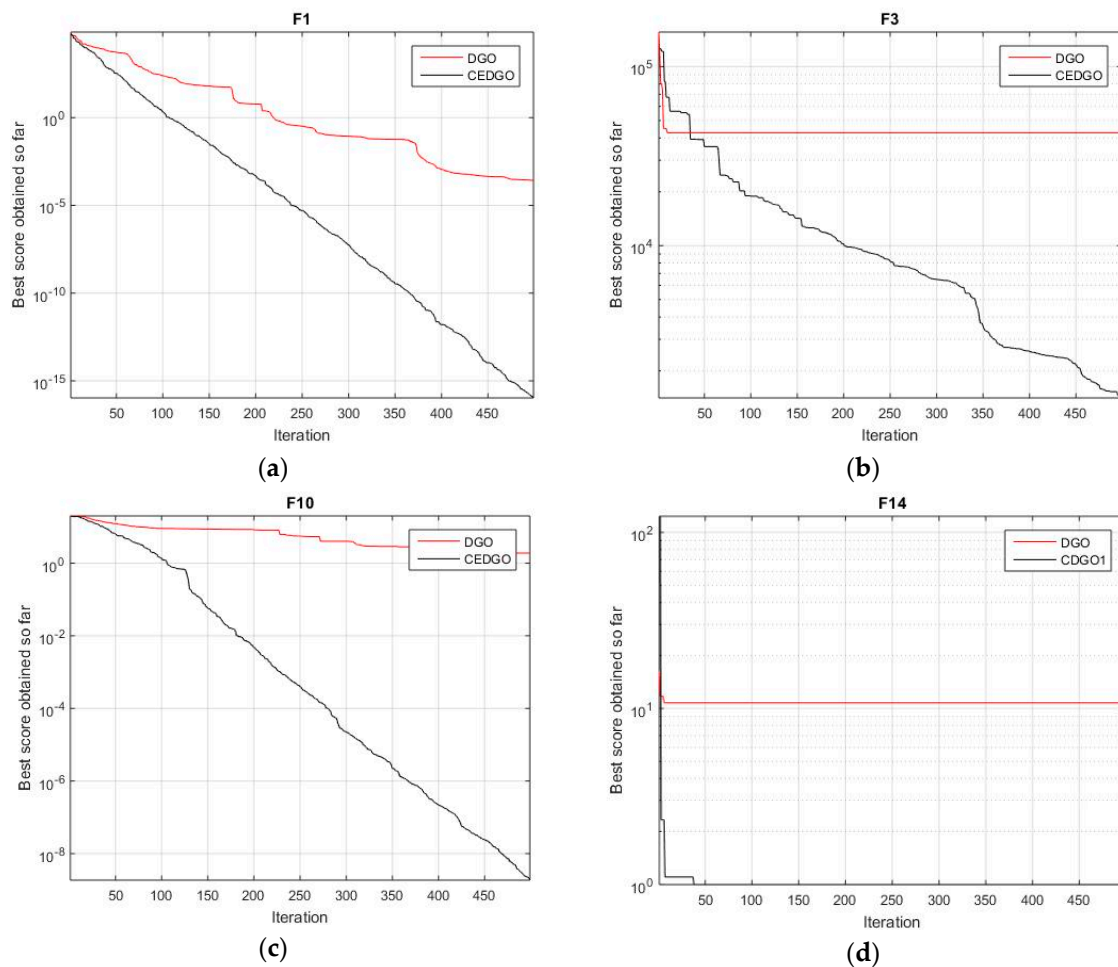 F1
Best score obtained so far
10^0
10^-5
10^-10
10^-15
DGO
CEDGO
50 100 150 200 250 300 350 400 450
Iteration
(a)
F3
Best score obtained so far
10^5
10^4
DGO
CEDGO
50 100 150 200 250 300 350 400 450
Iteration
(b)
F10
Best score obtained so far
10^0
10^-2
10^-4
10^-6
10^-8
DGO
CEDGO
50 100 150 200 250 300 350 400 450
Iteration
(c)
F14
Best score obtained so far
10^2
10^1
10^0
DGO
CDGO1
50 100 150 200 250 300 350 400 450
Iteration
(d)